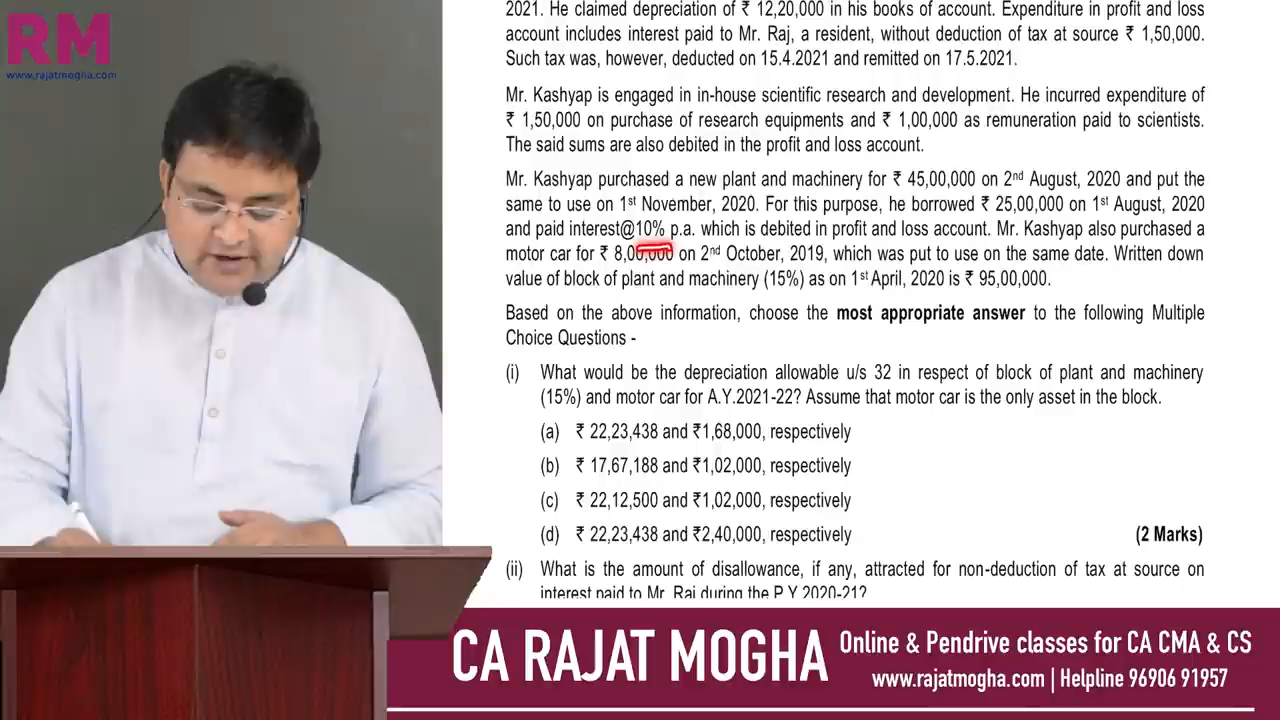 RM
www.rajatmogha.com
2021. He claimed depreciation of ₹ 12,20,000 in his books of account. Expenditure in profit and loss
account includes interest paid to Mr. Raj, a resident, without deduction of tax at source ₹ 1,50,000.
Such tax was, however, deducted on 15.4.2021 and remitted on 17.5.2021.
Mr. Kashyap is engaged in in-house scientific research and development. He incurred expenditure of
₹ 1,50,000 on purchase of research equipments and ₹ 1,00,000 as remuneration paid to scientists.
The said sums are also debited in the profit and loss account.
Mr. Kashyap purchased a new plant and machinery for ₹ 45,00,000 on 2nd August, 2020 and put the
same to use on 1st November, 2020. For this purpose, he borrowed ₹ 25,00,000 on 1st August, 2020
and paid interest@10% p.a. which is debited in profit and loss account. Mr. Kashyap also purchased a
motor car for ₹ 8,00,000 on 2nd October, 2019, which was put to use on the same date. Written down
value of block of plant and machinery (15%) as on 1st April, 2020 is ₹ 95,00,000.
Based on the above information, choose the most appropriate answer to the following Multiple
Choice Questions -
(i) What would be the depreciation allowable u/s 32 in respect of block of plant and machinery
(15%) and motor car for A.Y.2021-22? Assume that motor car is the only asset in the block.
(a) ₹ 22,23,438 and ₹1,68,000, respectively
(b) ₹ 17,67,188 and ₹1,02,000, respectively
(c) ₹ 22,12,500 and ₹1,02,000, respectively
(d) ₹ 22,23,438 and ₹2,40,000, respectively (2 Marks)
(ii) What is the amount of disallowance, if any, attracted for non-deduction of tax at source on
interest paid to Mr. Raj during the P.Y.2020-21?
CA RAJAT MOGHA
Online & Pendrive classes for CA CMA & CS
www.rajatmogha.com | Helpline 96906 91957